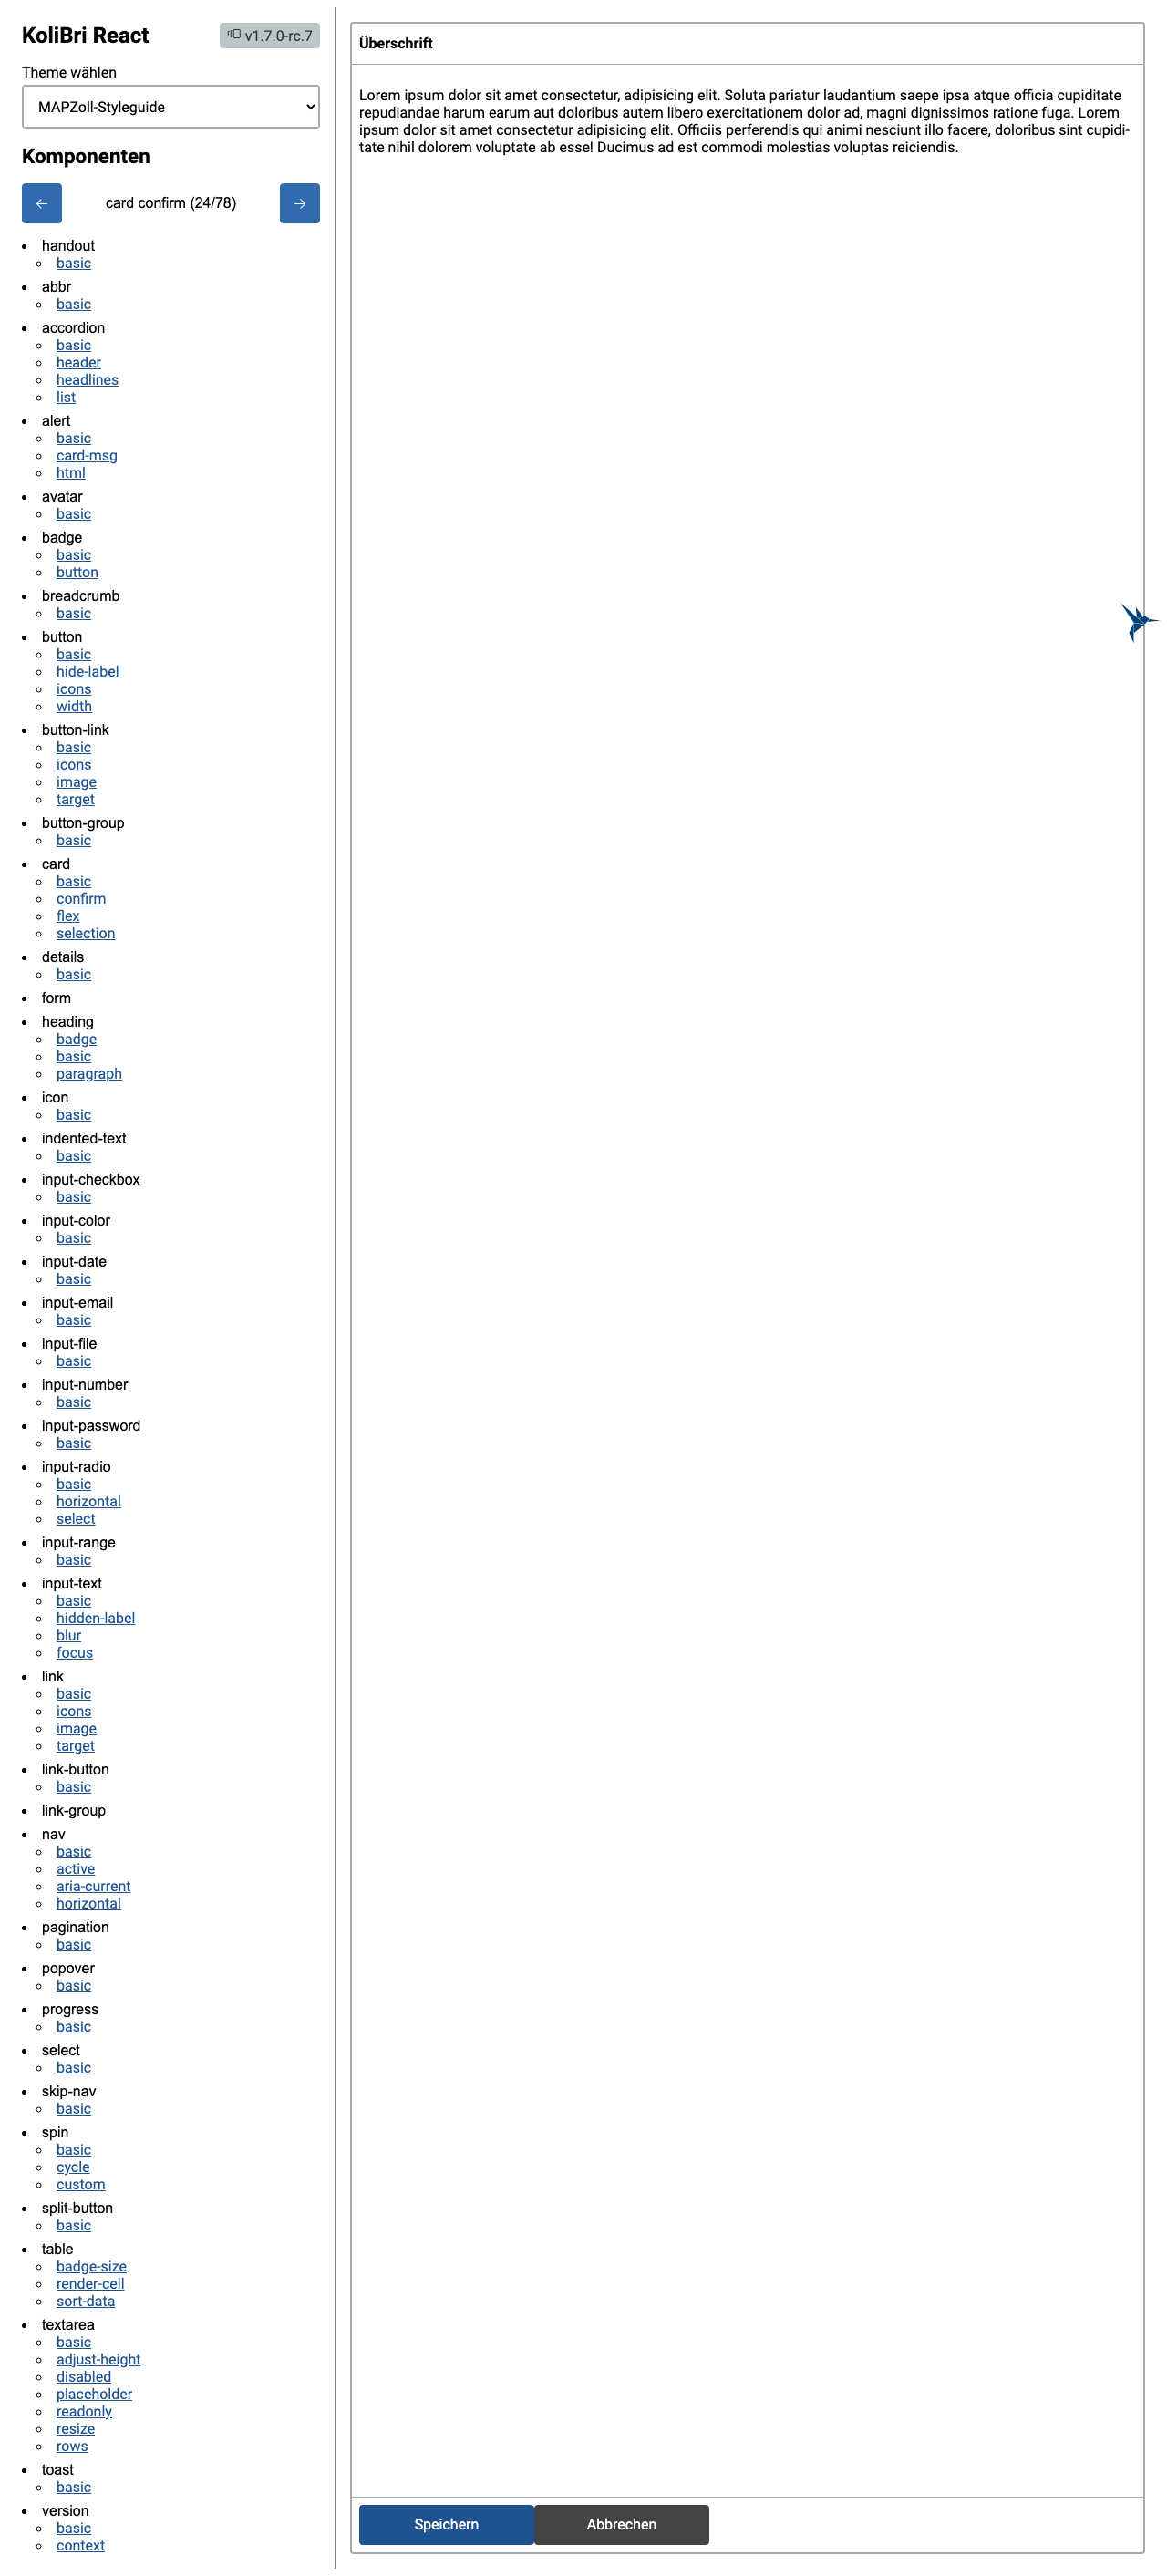 KoliBri React
v1.7.0-rc.7
Theme wählen
MAPZoll-Styleguide
Komponenten
← card confirm (24/78) →
handout
basic
abbr
basic
accordion
basic
header
headlines
list
alert
basic
card-msg
html
avatar
basic
badge
basic
button
breadcrumb
basic
button
basic
hide-label
icons
width
button-link
basic
icons
image
target
button-group
basic
card
basic
confirm
flex
selection
details
basic
form
heading
badge
basic
paragraph
icon
basic
indented-text
basic
input-checkbox
basic
input-color
basic
input-date
basic
input-email
basic
input-file
basic
input-number
basic
input-password
basic
input-radio
basic
horizontal
select
input-range
basic
input-text
basic
hidden-label
blur
focus
link
basic
icons
image
target
link-button
basic
link-group
nav
basic
active
aria-current
horizontal
pagination
basic
popover
basic
progress
basic
select
basic
skip-nav
basic
spin
basic
cycle
custom
split-button
basic
table
badge-size
render-cell
sort-data
textarea
basic
adjust-height
disabled
placeholder
readonly
resize
rows
toast
basic
version
basic
context
Überschrift
Lorem ipsum dolor sit amet consectetur, adipisicing elit. Soluta pariatur laudantium saepe ipsa atque officia cupiditate
repudiandae harum earum aut doloribus autem libero exercitationem dolor ad, magni dignissimos ratione fuga. Lorem
ipsum dolor sit amet consectetur adipisicing elit. Officiis perferendis qui animi nesciunt illo facere, doloribus sint cupidi-
tate nihil dolorem voluptate ab esse! Ducimus ad est commodi molestias voluptas reiciendis.
Speichern
Abbrechen